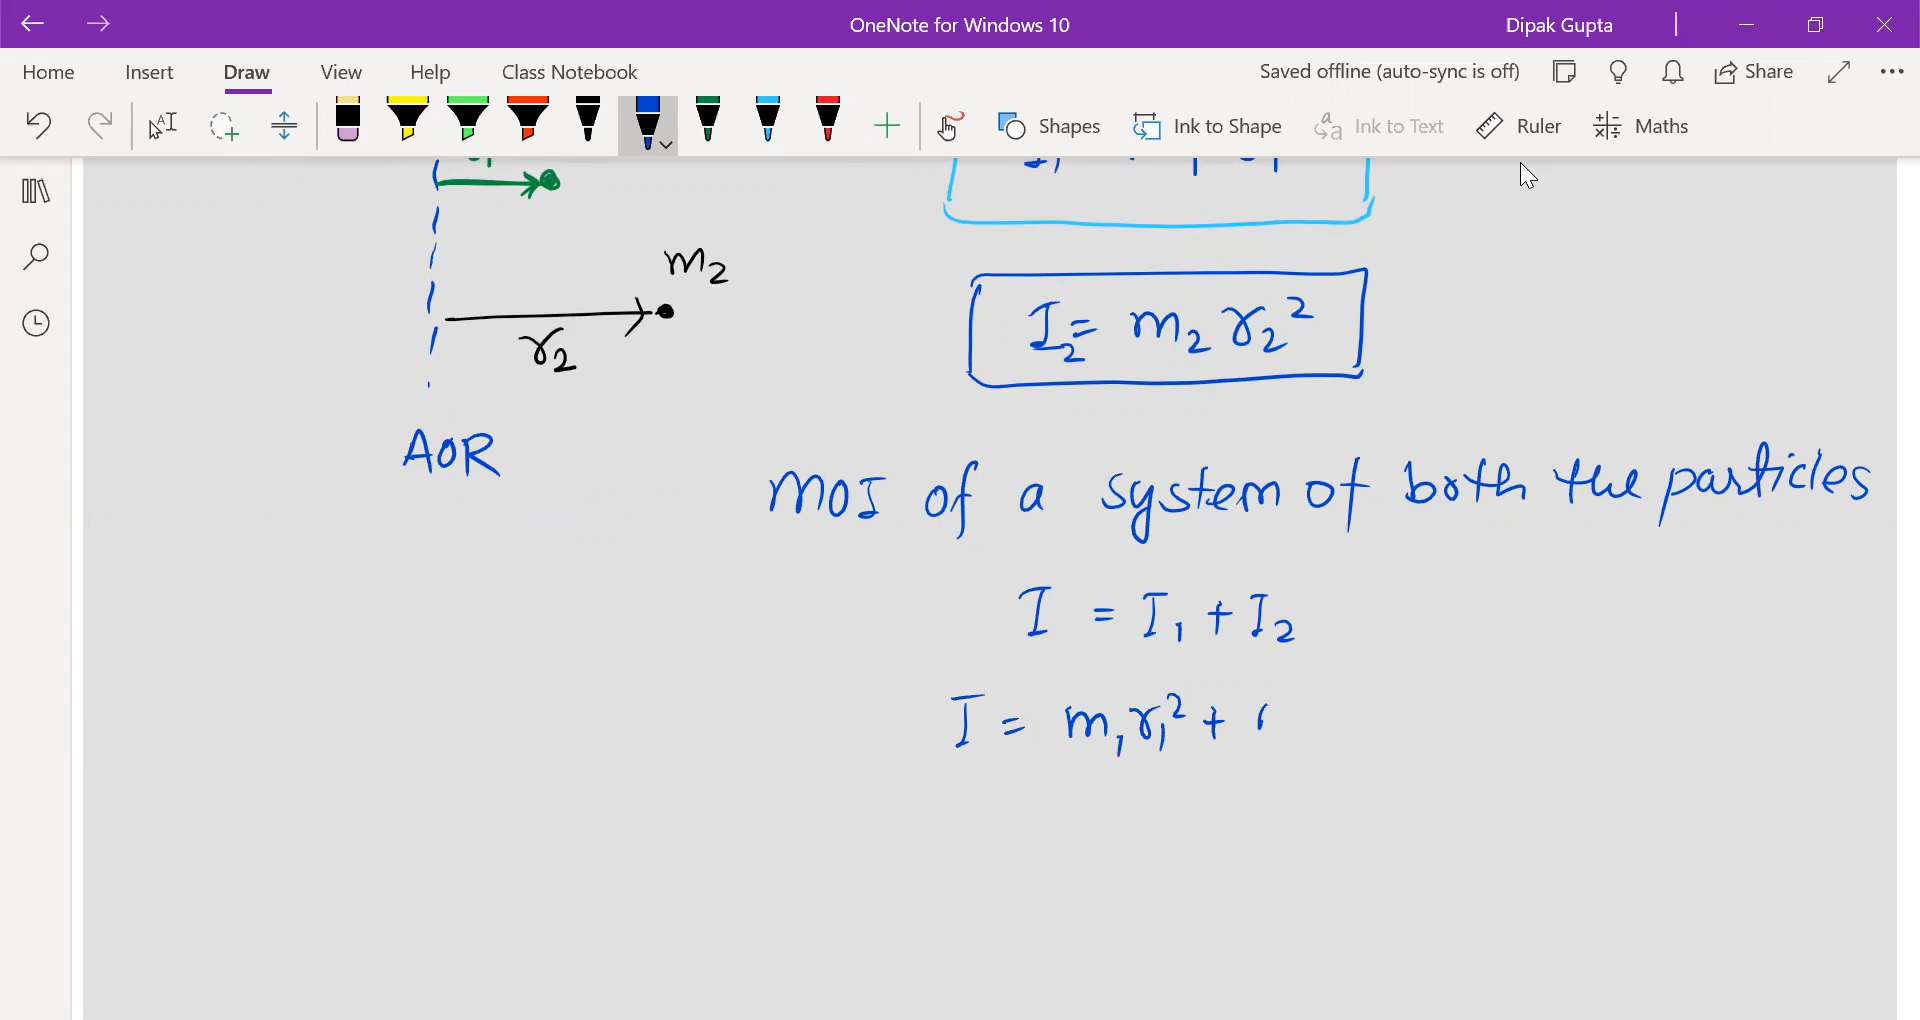 OneNote for Windows 10
Dipak Gupta
Home Insert Draw View Help Class Notebook
Saved offline (auto-sync is off) Share
Shapes Ink to Shape Ink to Text Ruler Maths
m₂
r₂
I₂ = m₂ r₂²
AOR
MOI of a system of both the particles
I = I₁ + I₂
I = m₁r₁² +